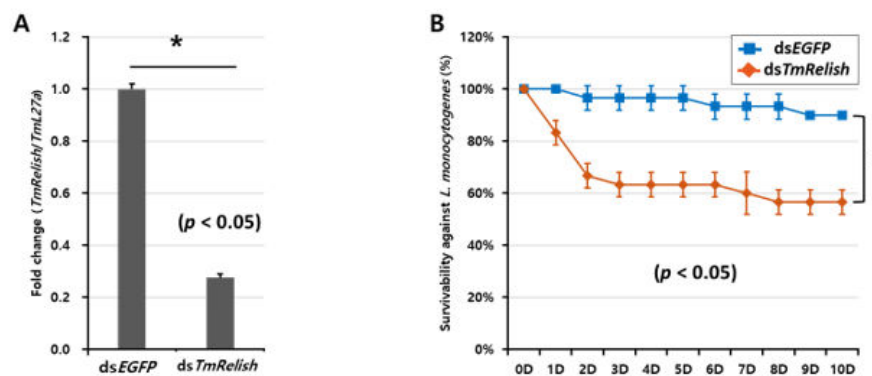 A
Fold change (TmRelish/TmL27a)
1.2
1.0
0.8
0.6
0.4
0.2
0.0
*
(p < 0.05)
dsEGFP
dsTmRelish
B
Survivability against L. monocytogenes (%)
120%
100%
80%
60%
40%
20%
0%
dsEGFP
dsTmRelish
(p < 0.05)
0D 1D 2D 3D 4D 5D 6D 7D 8D 9D 10D